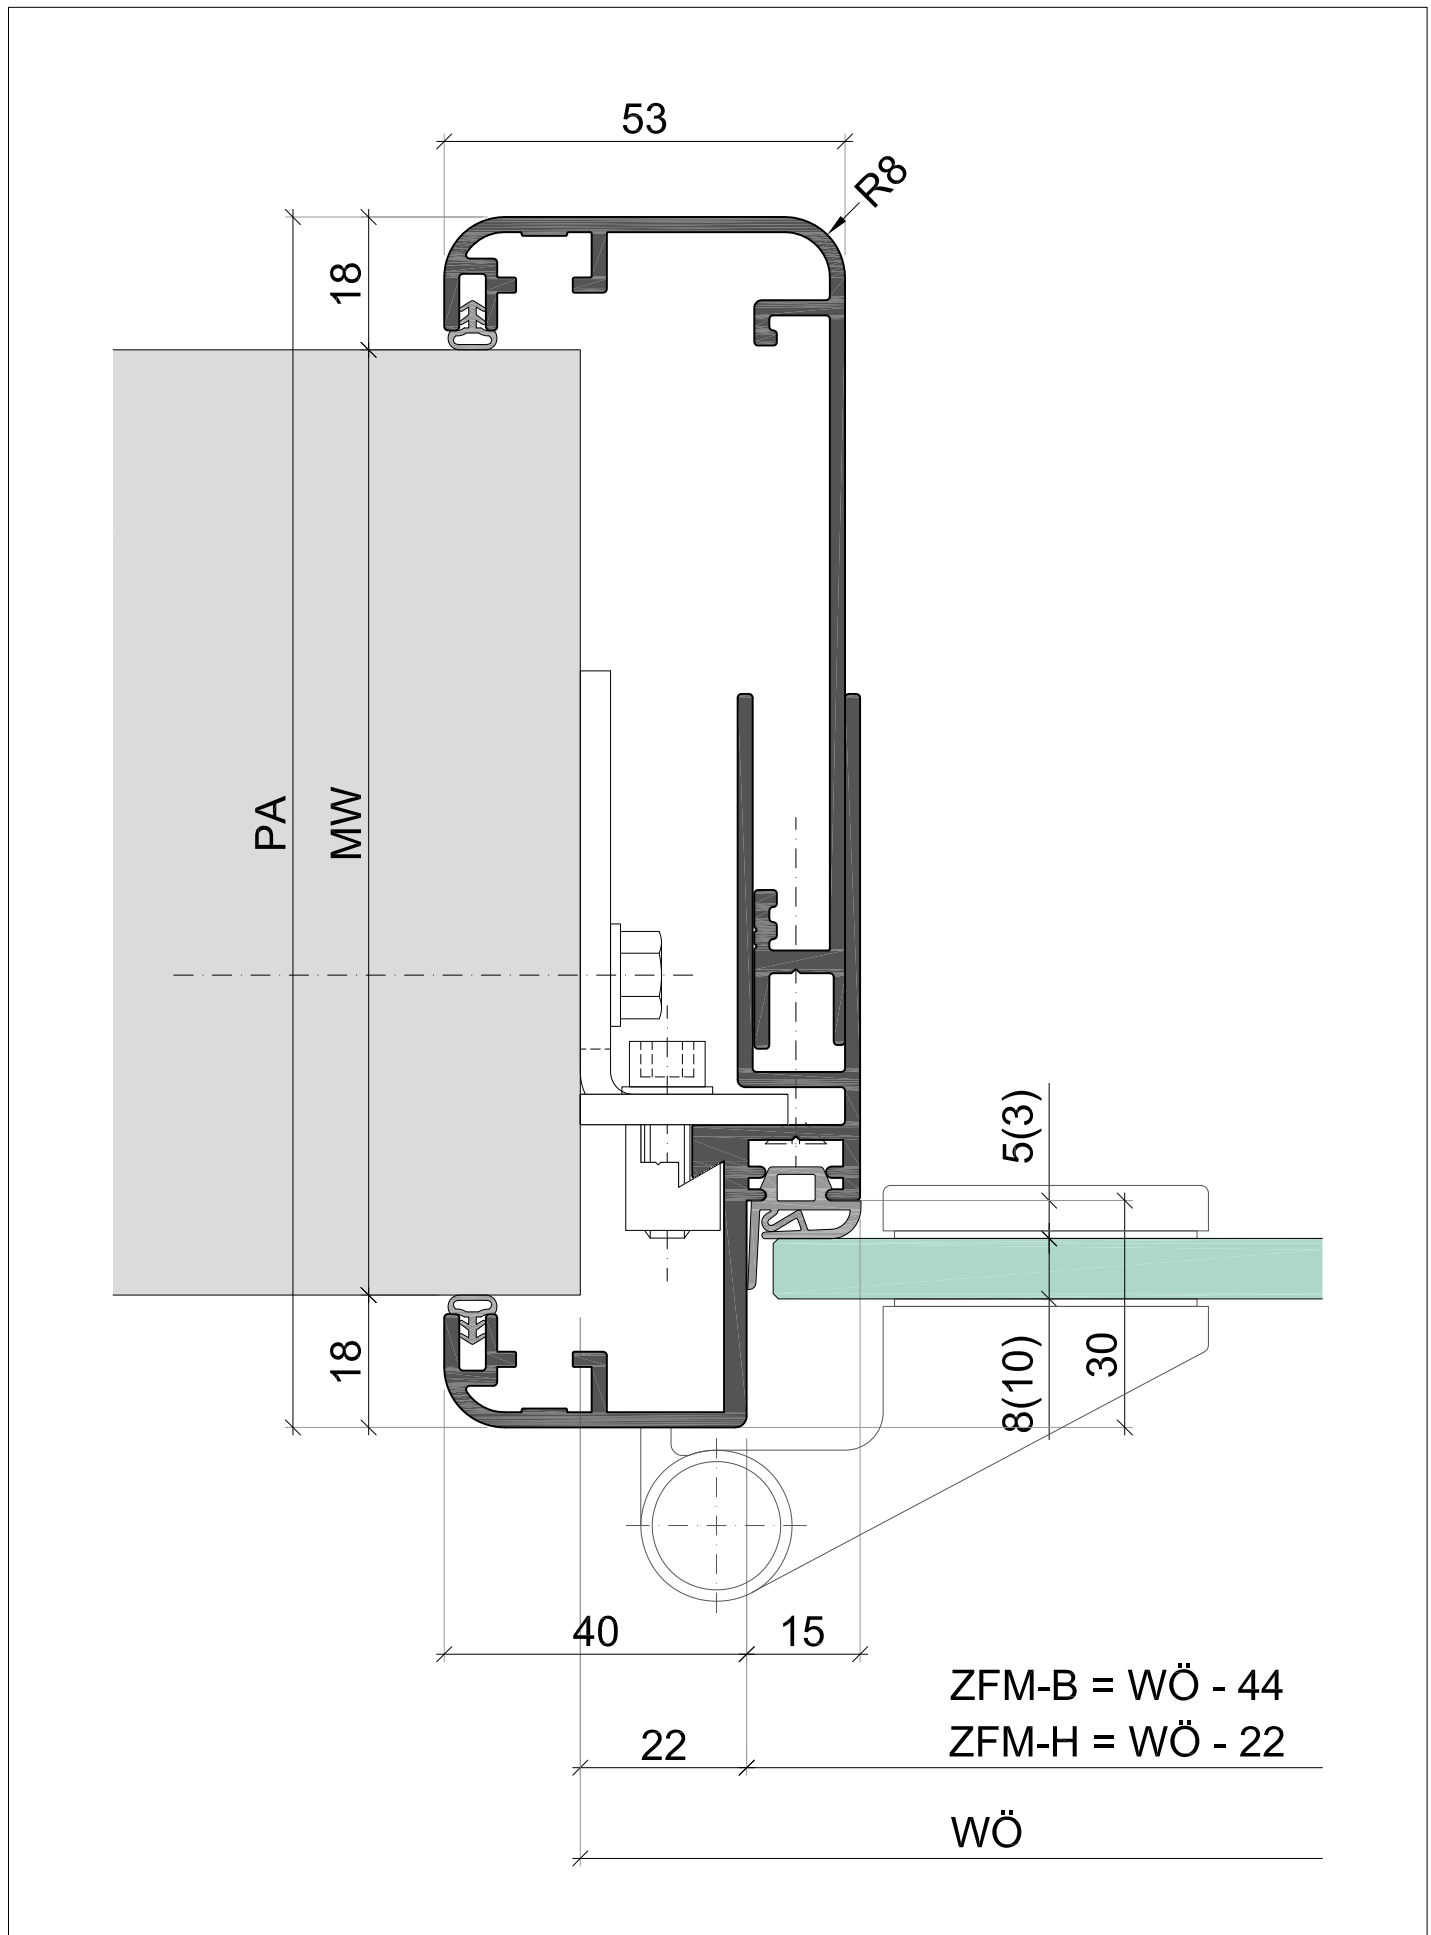 53
R8
18
PA
MW
5(3)
18
8(10)
30
40
15
ZFM-B = WÖ - 44
22
ZFM-H = WÖ - 22
WÖ